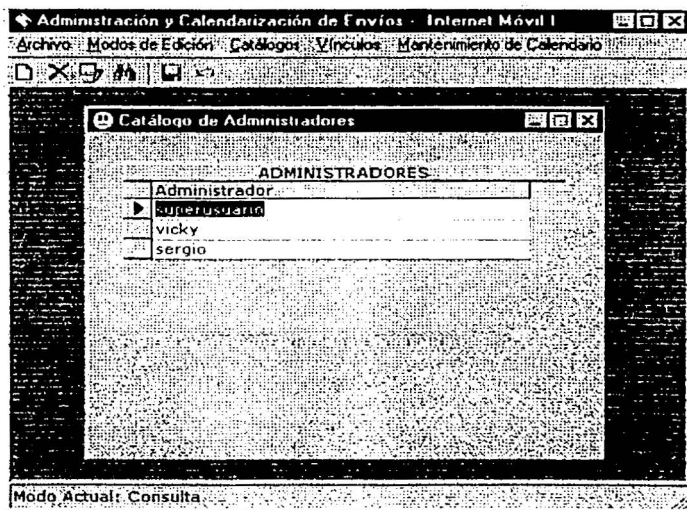 Administración y Calendarización de Envíos - Internet Móvil I
Archivo Modos de Edición Catálogos Vínculos Mantenimiento de Calendario
Catálogo de Administradores
ADMINISTRADORES
Administrador
superusuario
vicky
sergio
Modo Actual: Consulta